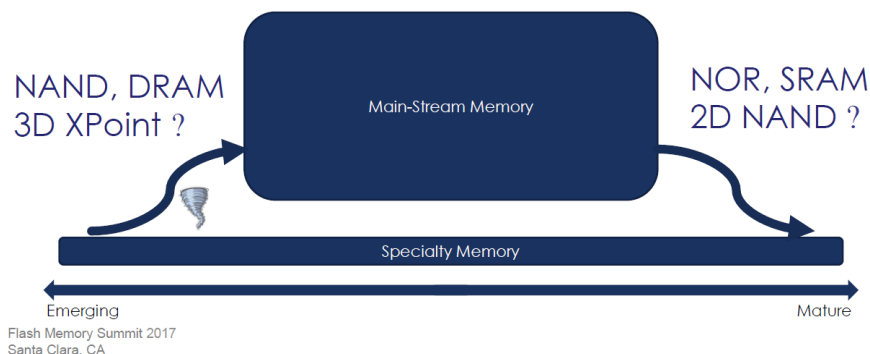 NAND, DRAM
3D XPoint ?
Main-Stream Memory
NOR, SRAM
2D NAND ?
Specialty Memory
Emerging
Mature
Flash Memory Summit 2017
Santa Clara, CA